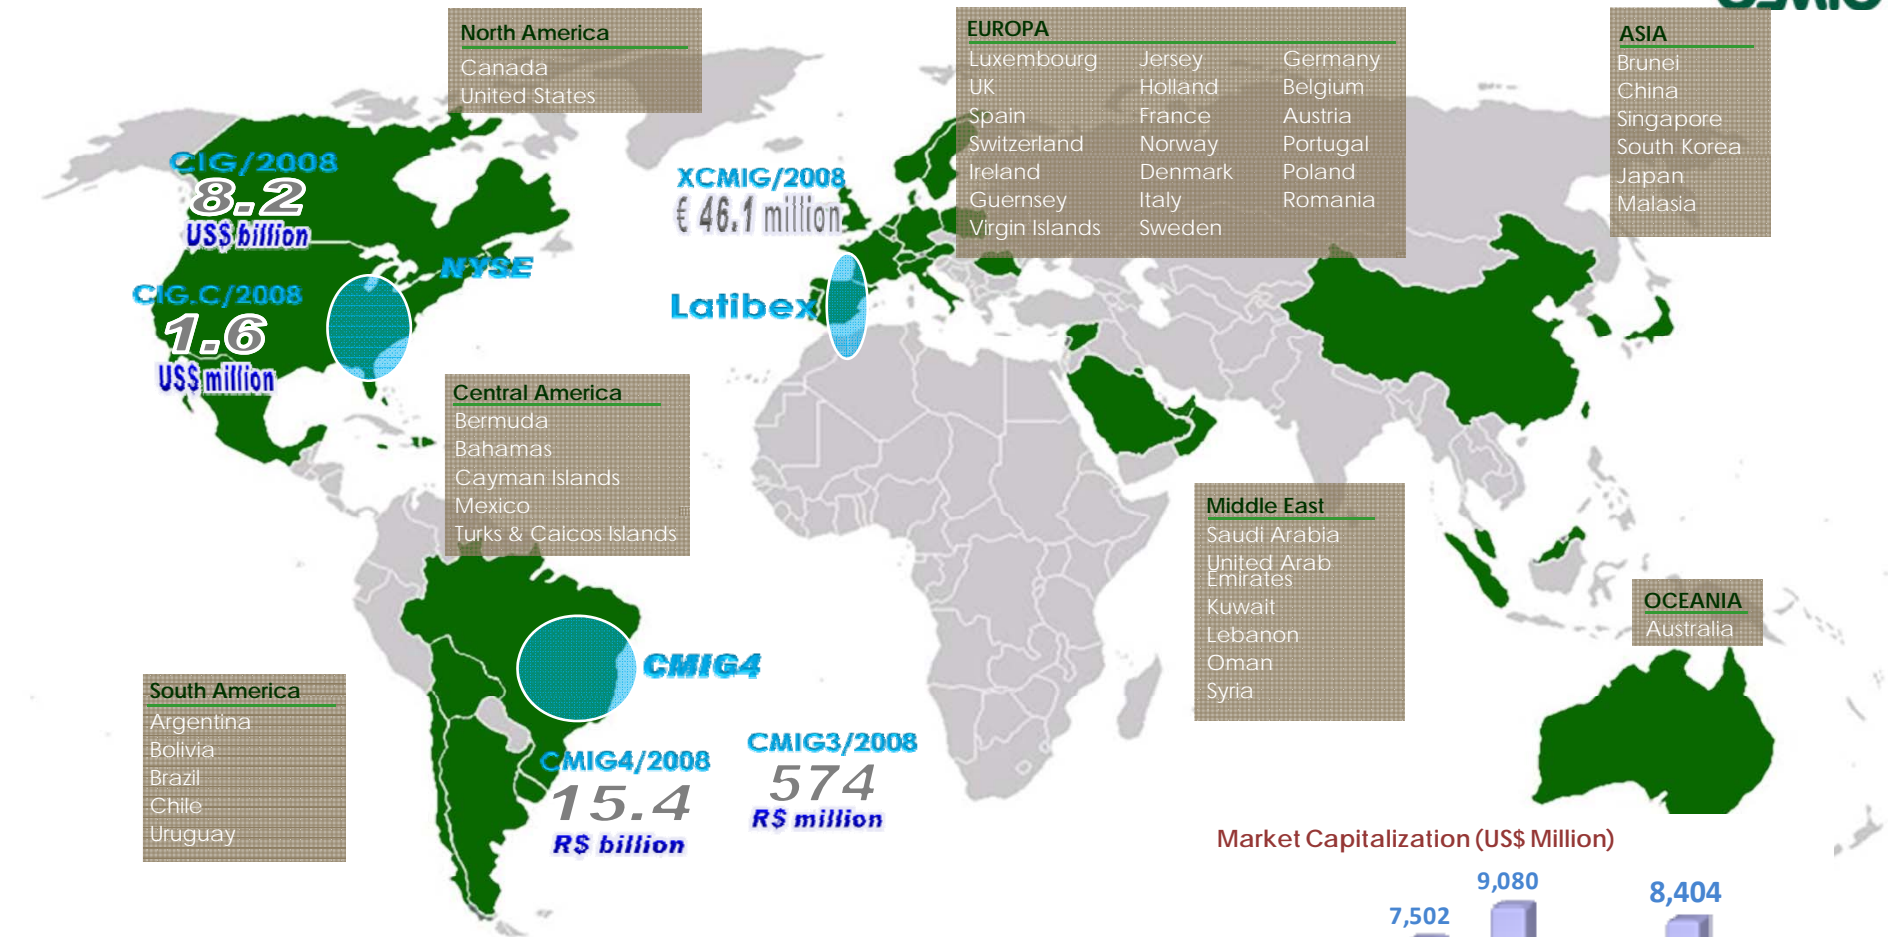 North America
Canada
United States
EUROPA
Luxembourg Jersey Germany
UK Holland Belgium
Spain France Austria
Switzerland Norway Portugal
Ireland Denmark Poland
Guernsey Italy Romania
Virgin Islands Sweden
ASIA
Brunei
China
Singapore
South Korea
Japan
Malasia
CIG/2008
8.2
US$ billion
NYSE
CIG.C/2008
1.6
US$ million
XCMIG/2008
€ 46.1 million
Latibex
Central America
Bermuda
Bahamas
Cayman Islands
Mexico
Turks & Caicos Islands
Middle East
Saudi Arabia
United Arab
Emirates
Kuwait
Lebanon
Oman
Syria
OCEANIA
Australia
South America
Argentina
Bolivia
Brazil
Chile
Uruguay
CMIG4
CMIG4/2008
15.4
R$ billion
CMIG3/2008
574
R$ million
Market Capitalization (US$ Million)
7,502
9,080
8,404